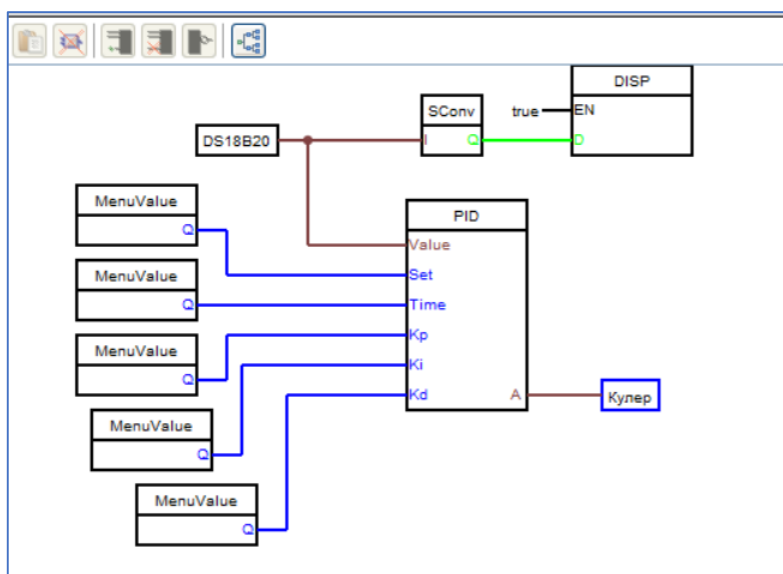 DISP
SConv
true
EN
DS18B20
I
Q
D
MenuValue
Q
PID
Value
MenuValue
Set
Q
Time
MenuValue
Kp
Q
Ki
MenuValue
Kd
A
Кулер
Q
MenuValue
Q